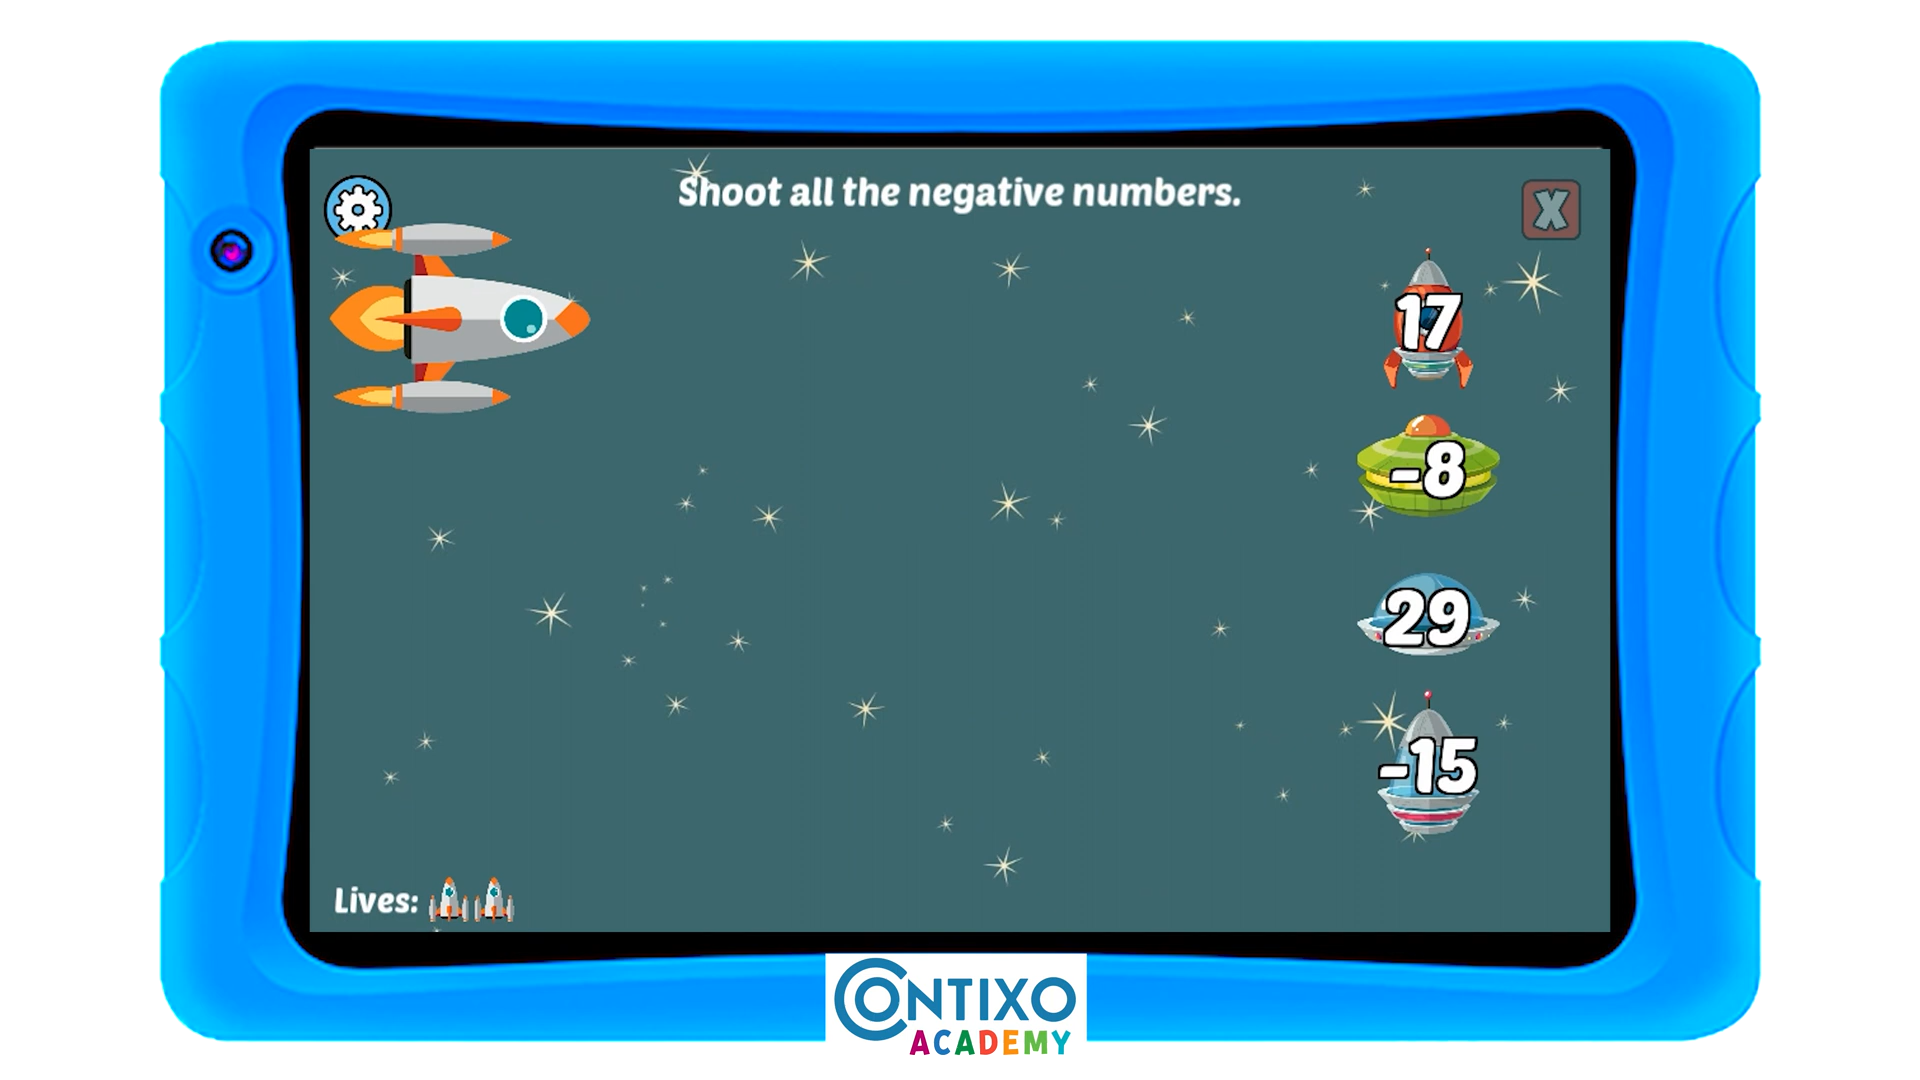 Shoot all the negative numbers.
X
17
-8
29
-15
Lives:
CONTIXO
ACADEMY